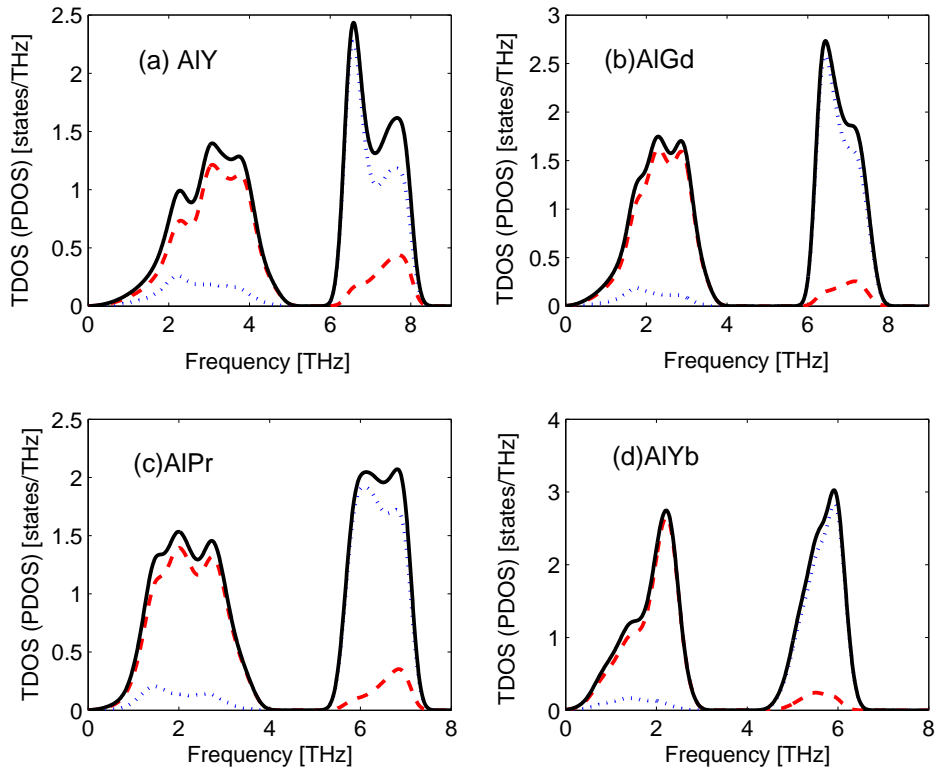 TDOS (PDOS) [states/THz]
2.5
2
1.5
1
0.5
0
(a) AlY
0 2 4 6 8
Frequency [THz]
TDOS (PDOS) [states/THz]
3
2.5
2
1.5
1
0.5
0
(b)AlGd
0 2 4 6 8
Frequency [THz]
TDOS (PDOS) [states/THz]
2.5
2
1.5
1
0.5
0
(c)AlPr
0 2 4 6 8
Frequency [THz]
TDOS (PDOS) [states/THz]
4
3
2
1
0
(d)AlYb
0 2 4 6 8
Frequency [THz]